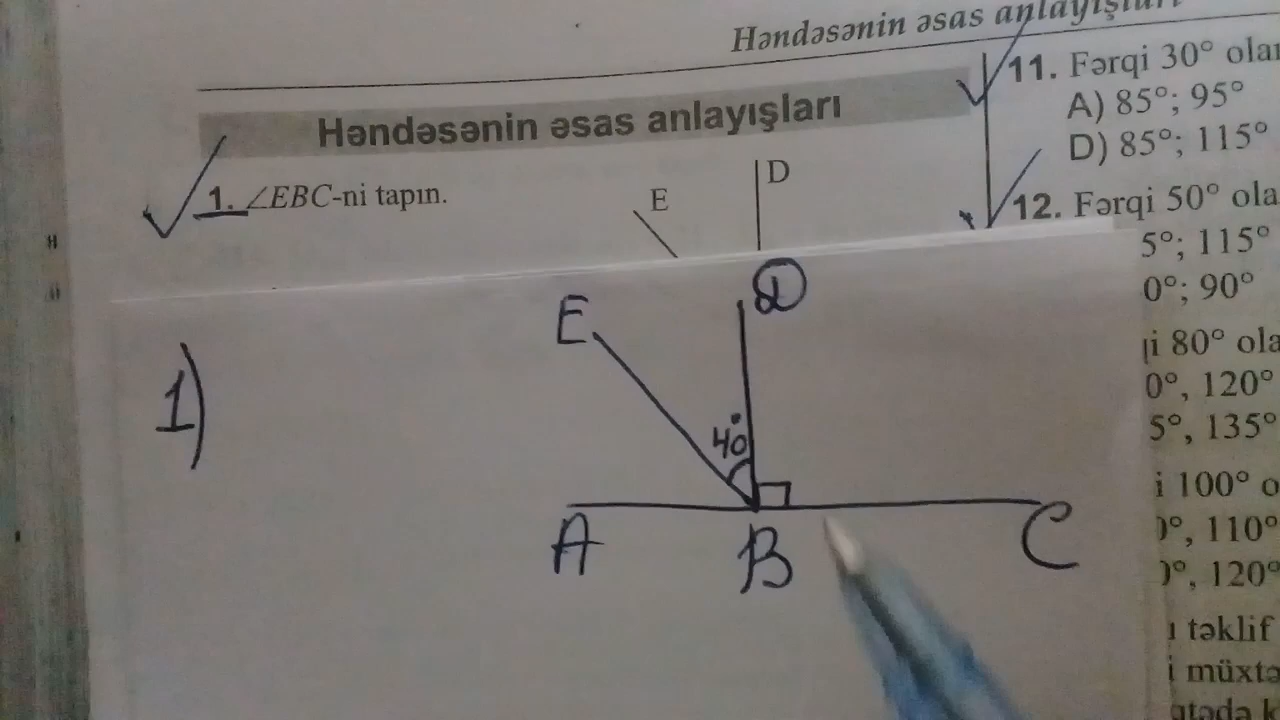 Həndəsənin əsas anlayışları
Həndəsənin əsas anlayışları
1. ∠EBC-ni tapın.
E
D
E
D
1)
40°
A
B
C
11. Fərqi 30° olan
A) 85°; 95°
D) 85°; 115°
12. Fərqi 50° ola
5°; 115°
0°; 90°
i 80° ola
0°, 120°
5°, 135°
i 100° o
0°, 110°
0°, 120°
ı təklif
i müxtə